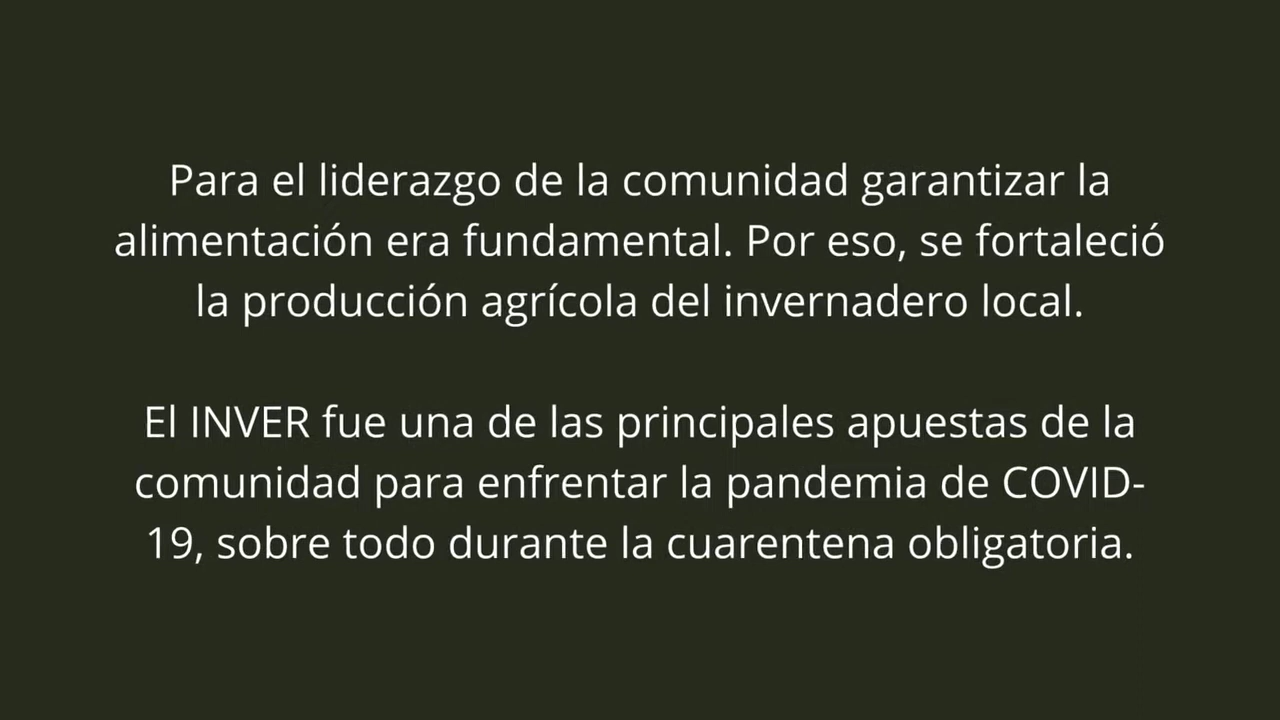 Para el liderazgo de la comunidad garantizar la
alimentación era fundamental. Por eso, se fortaleció
la producción agrícola del invernadero local.
El INVER fue una de las principales apuestas de la
comunidad para enfrentar la pandemia de COVID-
19, sobre todo durante la cuarentena obligatoria.